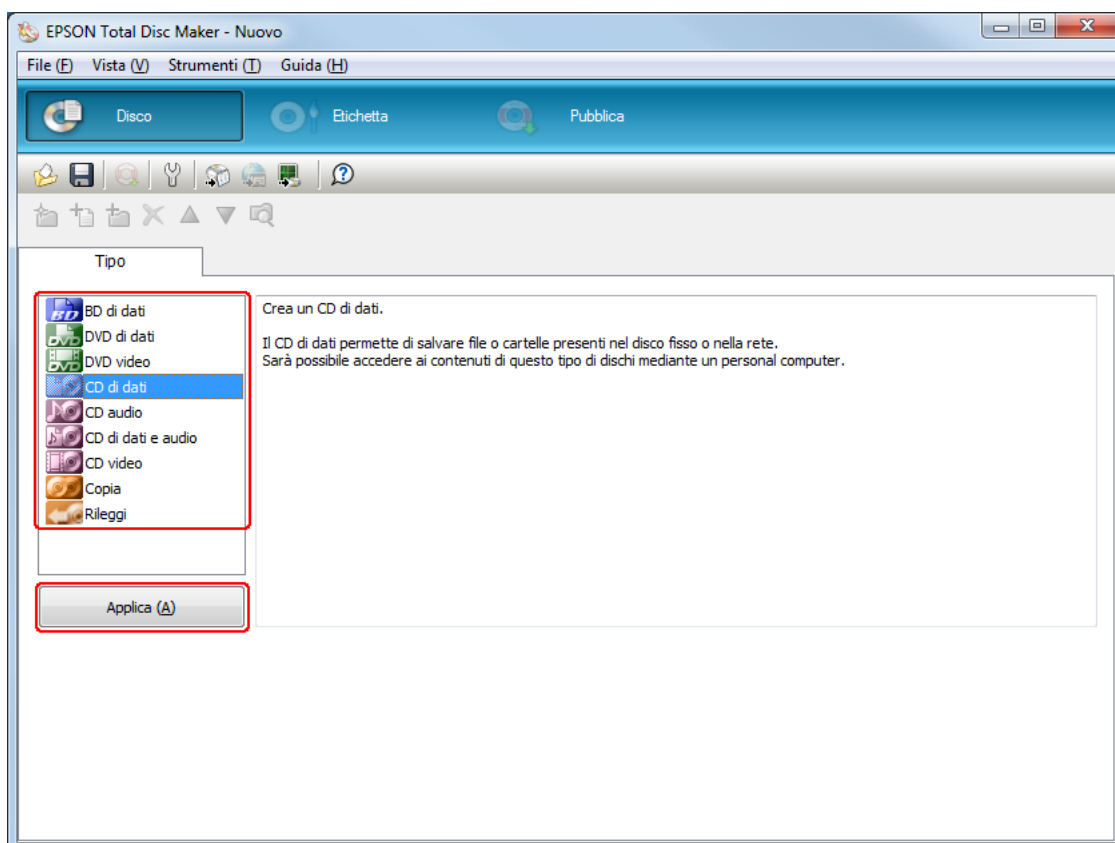 EPSON Total Disc Maker - Nuovo
File (F) Vista (V) Strumenti (T) Guida (H)
Disco Etichetta Pubblica
Tipo
BD di dati
DVD di dati
DVD video
CD di dati
CD audio
CD di dati e audio
CD video
Copia
Rileggi
Applica (A)
Crea un CD di dati.
Il CD di dati permette di salvare file o cartelle presenti nel disco fisso o nella rete.
Sarà possibile accedere ai contenuti di questo tipo di dischi mediante un personal computer.